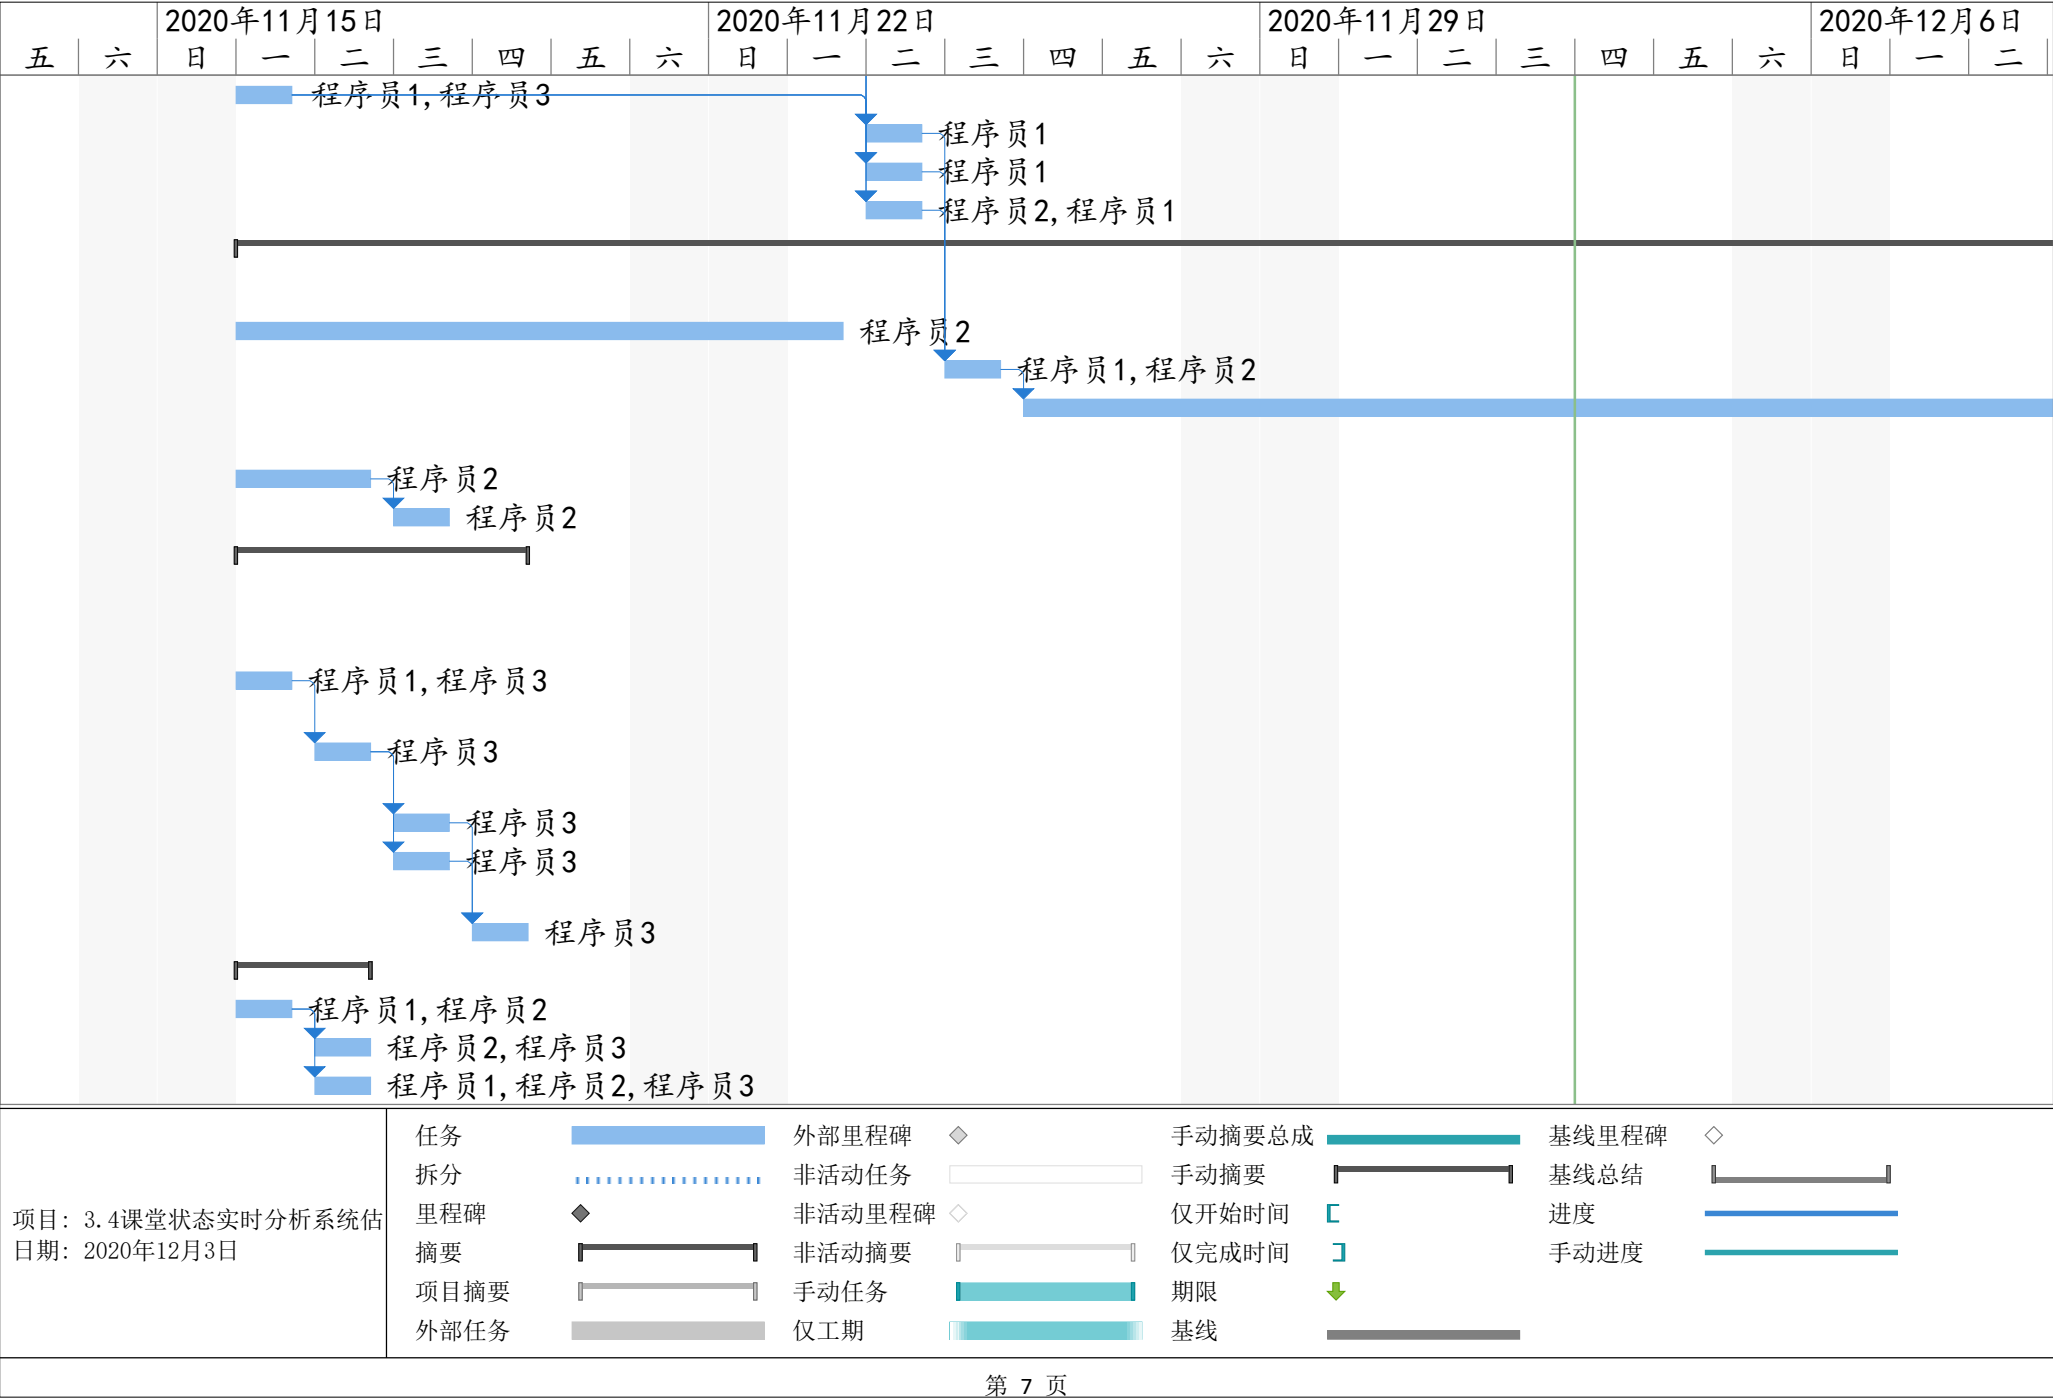 2020年11月15日 2020年11月22日 2020年11月29日 2020年12月6日
五 六 日 一 二 三 四 五 六 日 一 二 三 四 五 六 日 一 二 三 四 五 六 日 一 二
程序员1,程序员3
程序员1
程序员1
程序员2,程序员1
程序员2
程序员1,程序员2
程序员2
程序员2
程序员1,程序员3
程序员3
程序员3
程序员3
程序员3
程序员1,程序员2
程序员2,程序员3
程序员1,程序员2,程序员3
项目: 3.4课堂状态实时分析系统估
日期: 2020年12月3日
任务
拆分
里程碑
摘要
项目摘要
外部任务
外部里程碑
非活动任务
非活动里程碑
非活动摘要
手动任务
仅工期
手动摘要总成
手动摘要
仅开始时间
仅完成时间
期限
基线
基线里程碑
基线总结
进度
手动进度
第 7 页